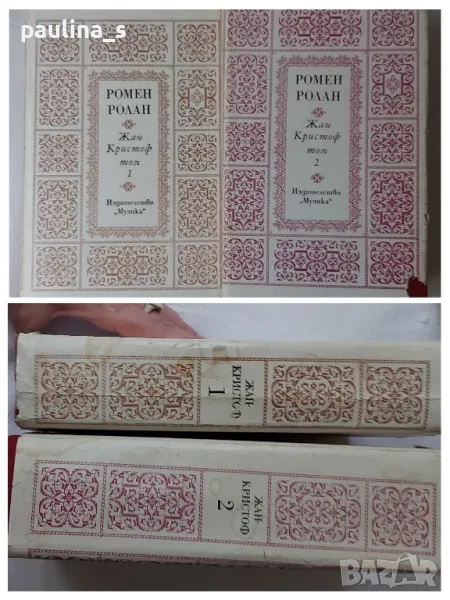 paulina_s
РОМЕН
РОЛАН
Жан
Кристоф
том
1
Издателство
„Музика“
РОМЕН
РОЛАН
Жан
Кристоф
том
2
Издателство
„Музика“
ЖАН-
КРИСТОФ
1
ЖАН-
КРИСТОФ
2
BAZAR